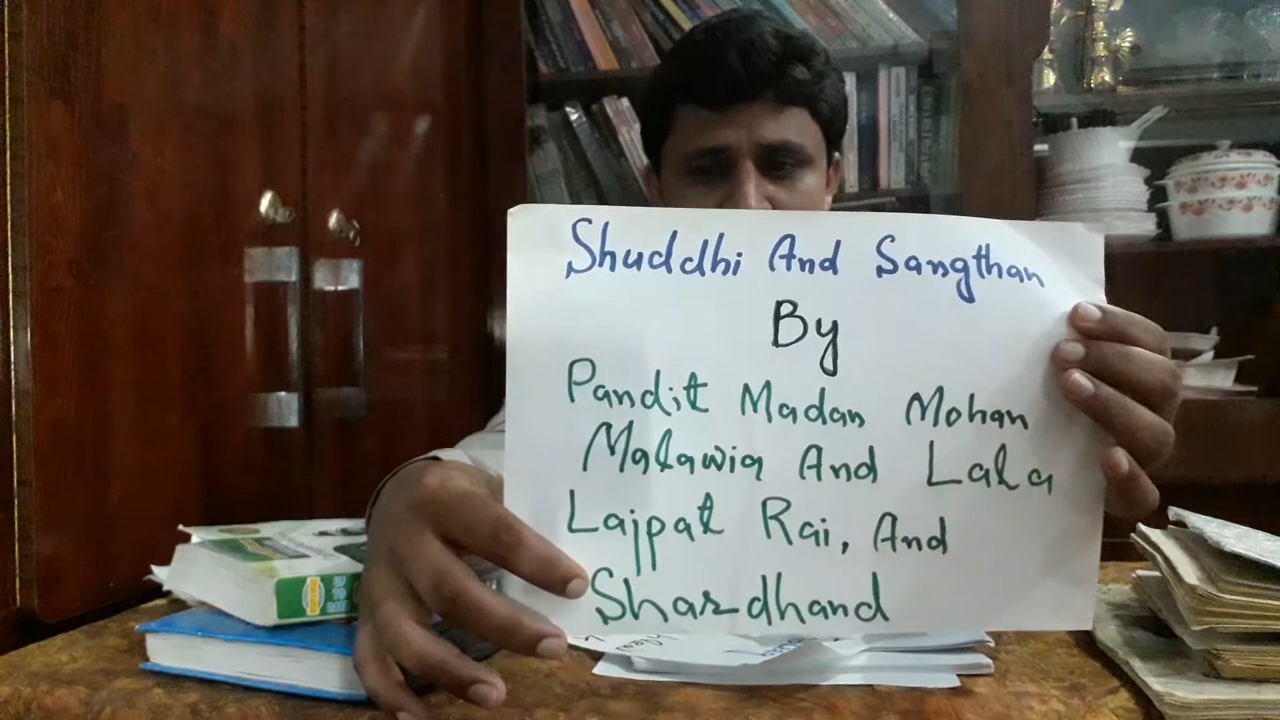 Shuddhi And Sangthan
By
Pandit Madan Mohan
Malawia And Lala
Lajpat Rai, And
Shardhand